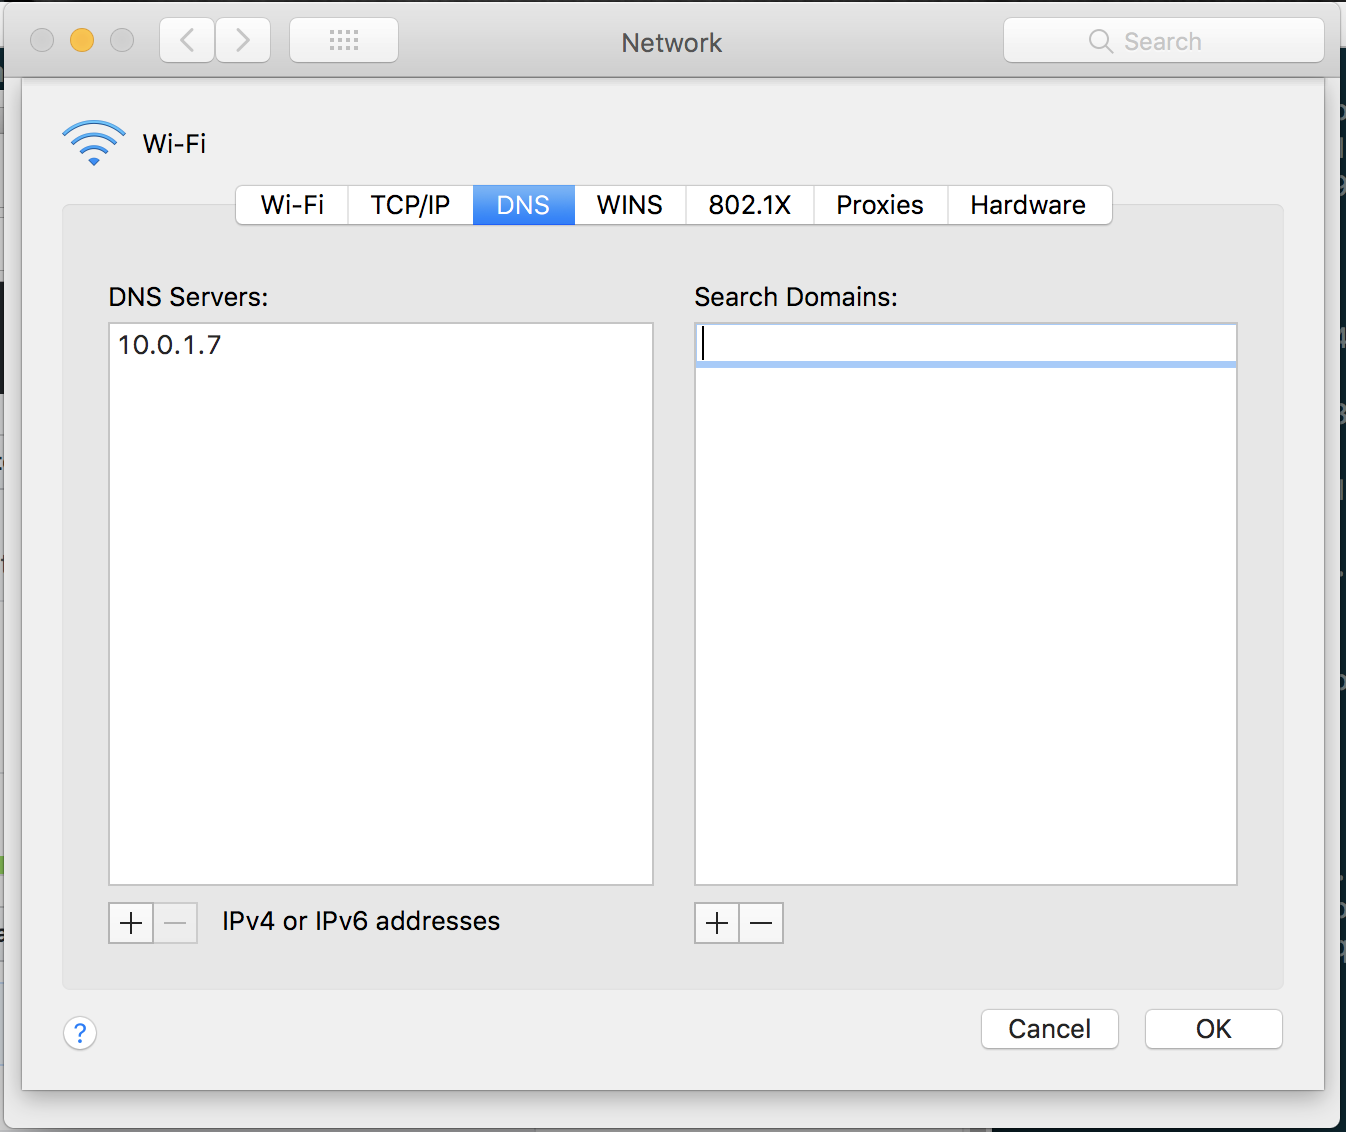 Network
Search
Wi-Fi
Wi-Fi TCP/IP DNS WINS 802.1X Proxies Hardware
DNS Servers: Search Domains:
10.0.1.7
+ − IPv4 or IPv6 addresses + −
? Cancel OK